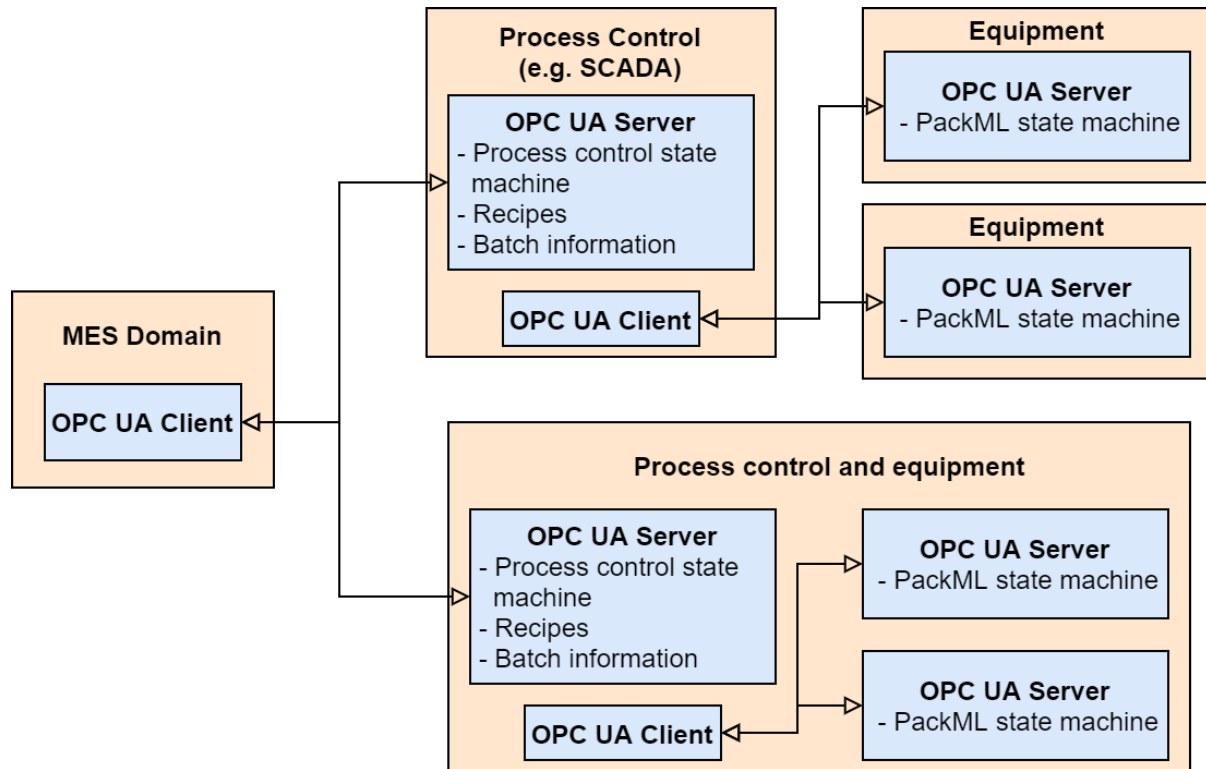 Process Control
(e.g. SCADA)
OPC UA Server
- Process control state
machine
- Recipes
- Batch information
OPC UA Client
Equipment
OPC UA Server
- PackML state machine
Equipment
OPC UA Server
- PackML state machine
MES Domain
OPC UA Client
Process control and equipment
OPC UA Server
- Process control state
machine
- Recipes
- Batch information
OPC UA Client
OPC UA Server
- PackML state machine
OPC UA Server
- PackML state machine